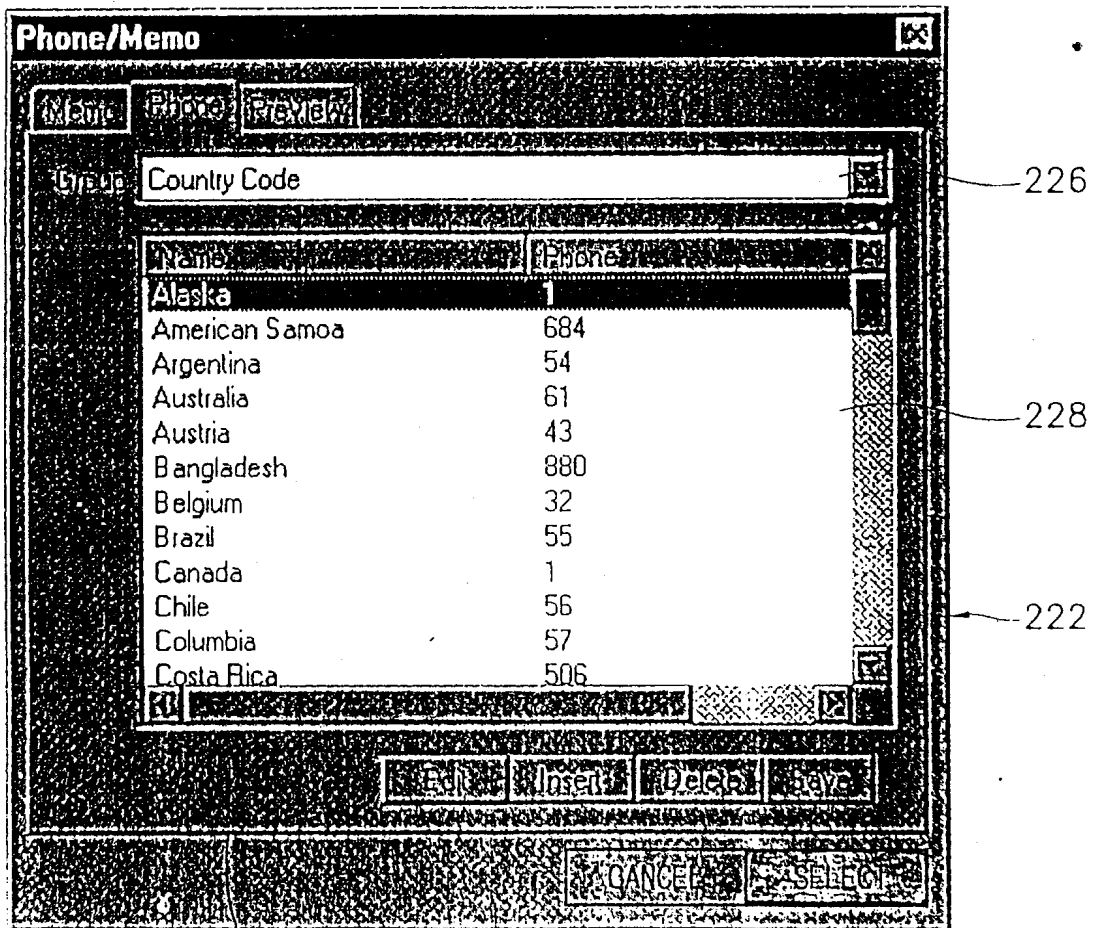 Phone/Memo
Memo Phone PreView
Group Country Code
226
Name Phone
Alaska 1
American Samoa 684
Argentina 54
Australia 61
228
Austria 43
Bangladesh 880
Belgium 32
Brazil 55
Canada 1
Chile 56
222
Columbia 57
Costa Rica 506
Edit Insert Delete Save
CANCEL SELECT